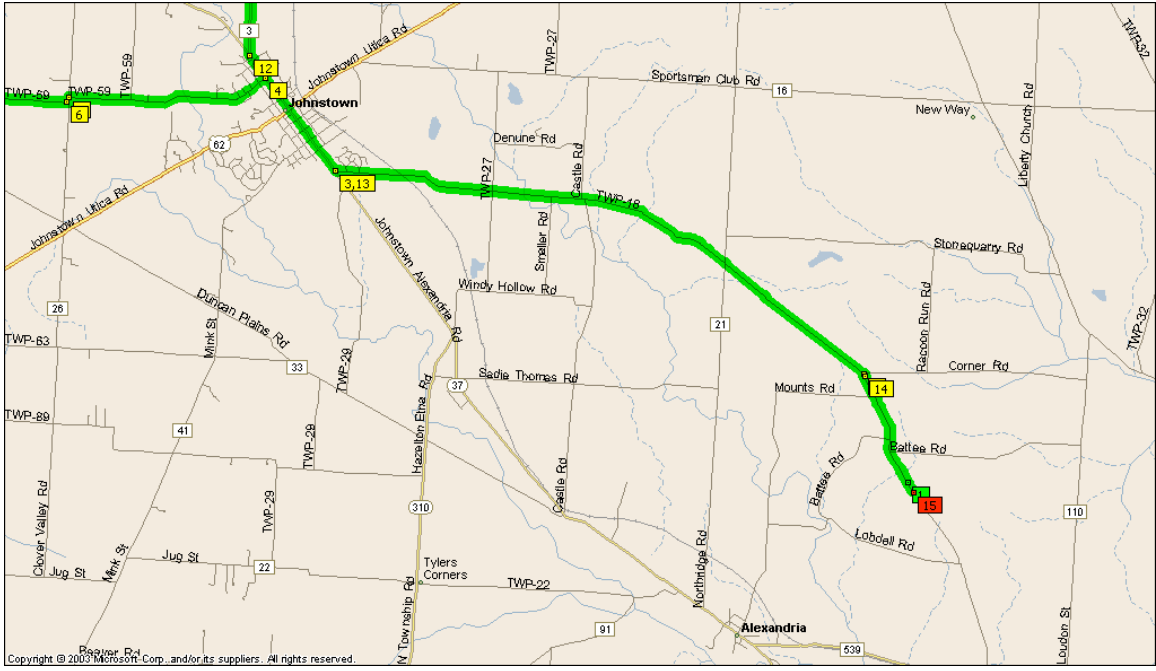 TWP-27
TWP-32
3
TWP-59
Johnstown Utica Rd
12
Sportsman Club Rd
16
TWP-59
TWP-59
4
Johnstown
New Way
Liberty Church Rd
6
62
Denune Rd
Castle Rd
TWP-27
3,13
TWP-18
Johnstown Utica Rd
Johnstown Alexandria Rd
Smeller Rd
Stonequarry Rd
Windy Hollow Rd
Duncan Plains Rd
26
Mink St
21
Racoon Run Rd
TWP-32
TWP-63
33
TWP-29
37
Sadie Thomas Rd
Corner Rd
Mounts Rd
14
TWP-89
41
TWP-29
Hazelton Etna Rd
Battee Rd
Battee Rd
Clover Valley Rd
TWP-29
310
Castle Rd
1
15
110
Lobdell Rd
Northridge Rd
Mink St
Jug St
22
Tylers
Corners
Jug St
TWP-22
N Township Rd
91
Alexandria
539
Loudon St
Beaver Rd
Copyright © 2003 Microsoft Corp. and/or its suppliers. All rights reserved.